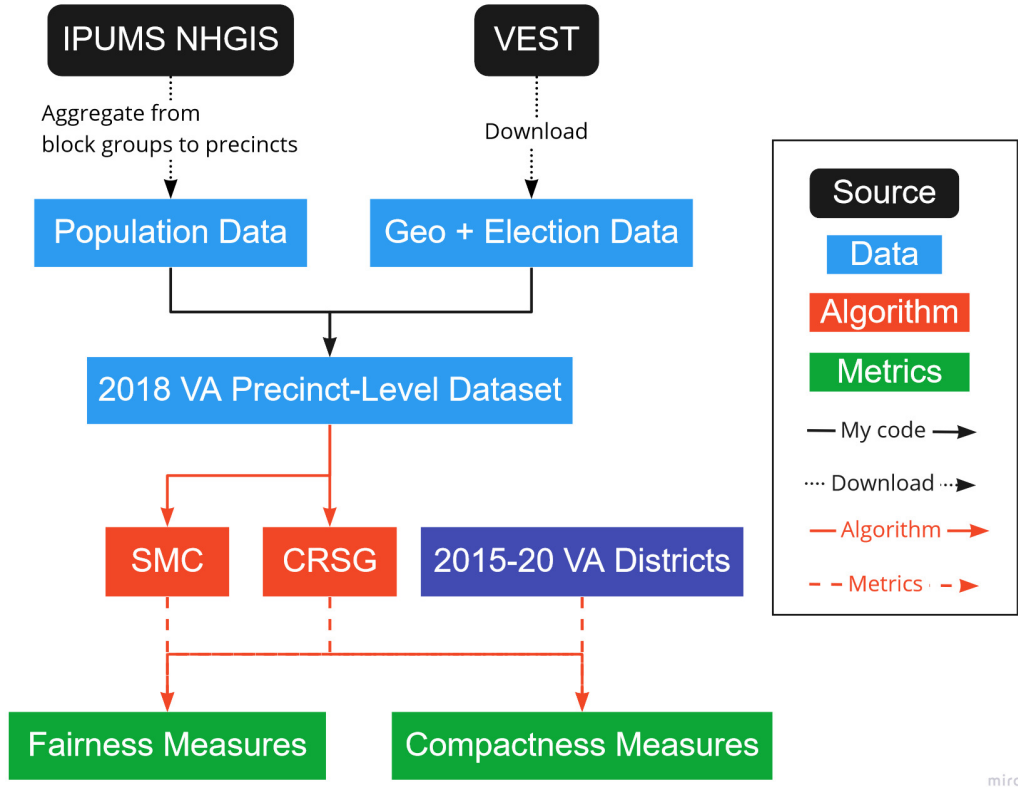 IPUMS NHGIS
VEST
Aggregate from
block groups to precincts
Download
Population Data
Geo + Election Data
2018 VA Precinct-Level Dataset
SMC
CRSG
2015-20 VA Districts
Fairness Measures
Compactness Measures
Source
Data
Algorithm
Metrics
My code
Download
Algorithm
Metrics